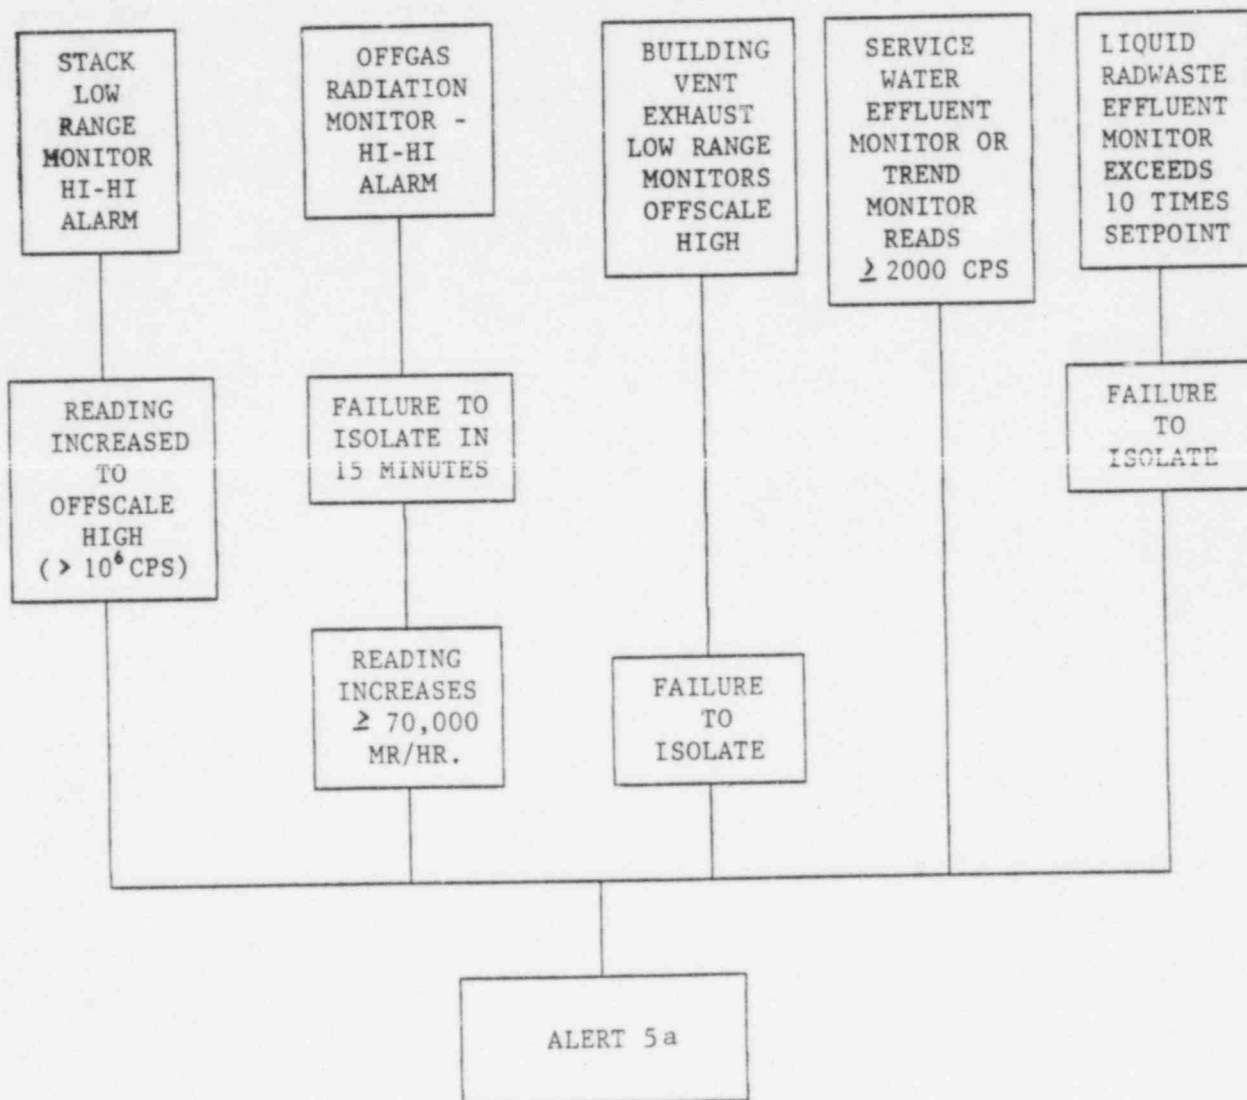 STACK
LOW
RANGE
MONITOR
HI-HI
ALARM
OFFGAS
RADIATION
MONITOR -
HI-HI
ALARM
BUILDING
VENT
EXHAUST
LOW RANGE
MONITORS
OFFSCALE
HIGH
SERVICE
WATER
EFFLUENT
MONITOR OR
TREND
MONITOR
READS
≥ 2000 CPS
LIQUID
RADWASTE
EFFLUENT
MONITOR
EXCEEDS
10 TIMES
SETPOINT
READING
INCREASED
TO
OFFSCALE
HIGH
(> 10⁶ CPS)
FAILURE TO
ISOLATE IN
15 MINUTES
FAILURE
TO
ISOLATE
READING
INCREASES
≥ 70,000
MR/HR.
FAILURE
TO
ISOLATE
ALERT 5a